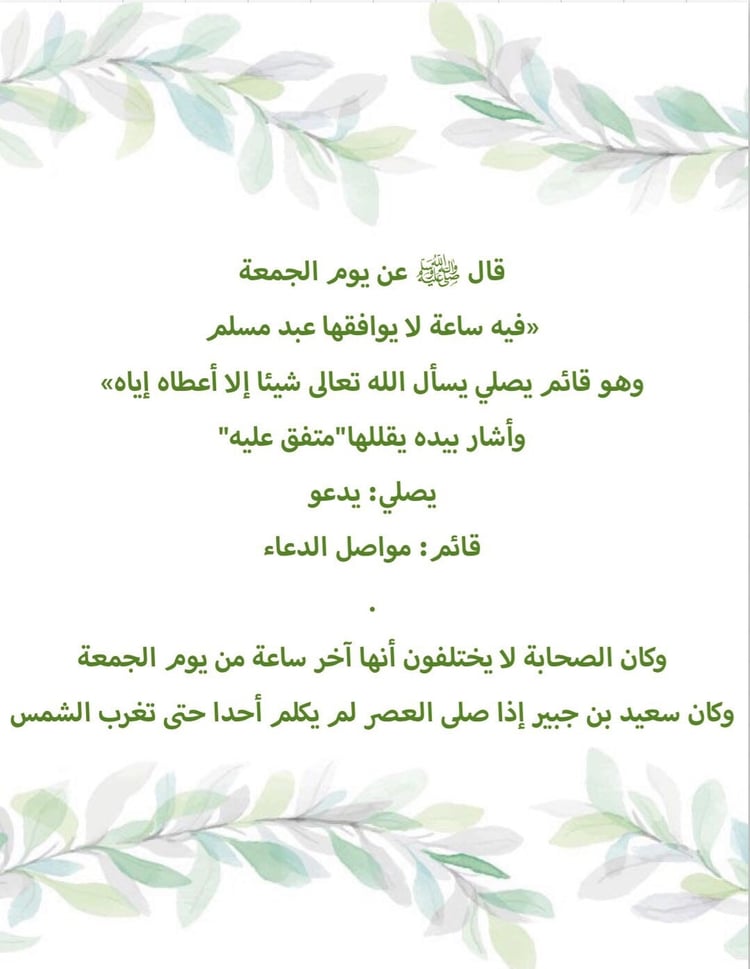 قال ﷺ عن يوم الجمعة
«فيه ساعة لا يوافقها عبد مسلم
وهو قائم يصلي يسأل الله تعالى شيئا إلا أعطاه إياه»
وأشار بيده يقللها"متفق عليه"
يصلي: يدعو
قائم: مواصل الدعاء
.
وكان الصحابة لا يختلفون أنها آخر ساعة من يوم الجمعة
وكان سعيد بن جبير إذا صلى العصر لم يكلم أحدا حتى تغرب الشمس